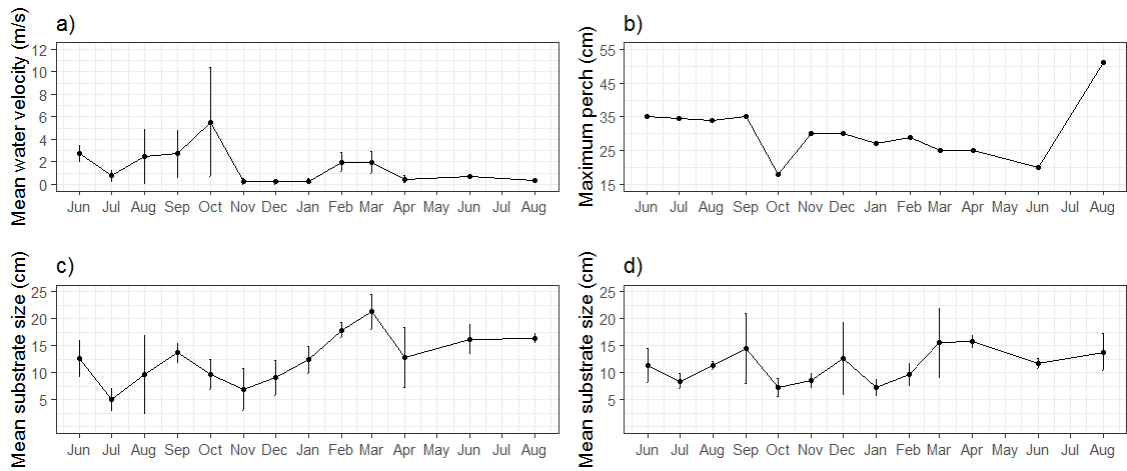 a)
Mean water velocity (m/s)
12
10
8
6
4
2
0
Jun Jul Aug Sep Oct Nov Dec Jan Feb Mar Apr May Jun Jul Aug
b)
Maximum perch (cm)
55
45
35
25
15
Jun Jul Aug Sep Oct Nov Dec Jan Feb Mar Apr May Jun Jul Aug
c)
Mean substrate size (cm)
25
20
15
10
5
Jun Jul Aug Sep Oct Nov Dec Jan Feb Mar Apr May Jun Jul Aug
d)
Mean substrate size (cm)
25
20
15
10
5
Jun Jul Aug Sep Oct Nov Dec Jan Feb Mar Apr May Jun Jul Aug